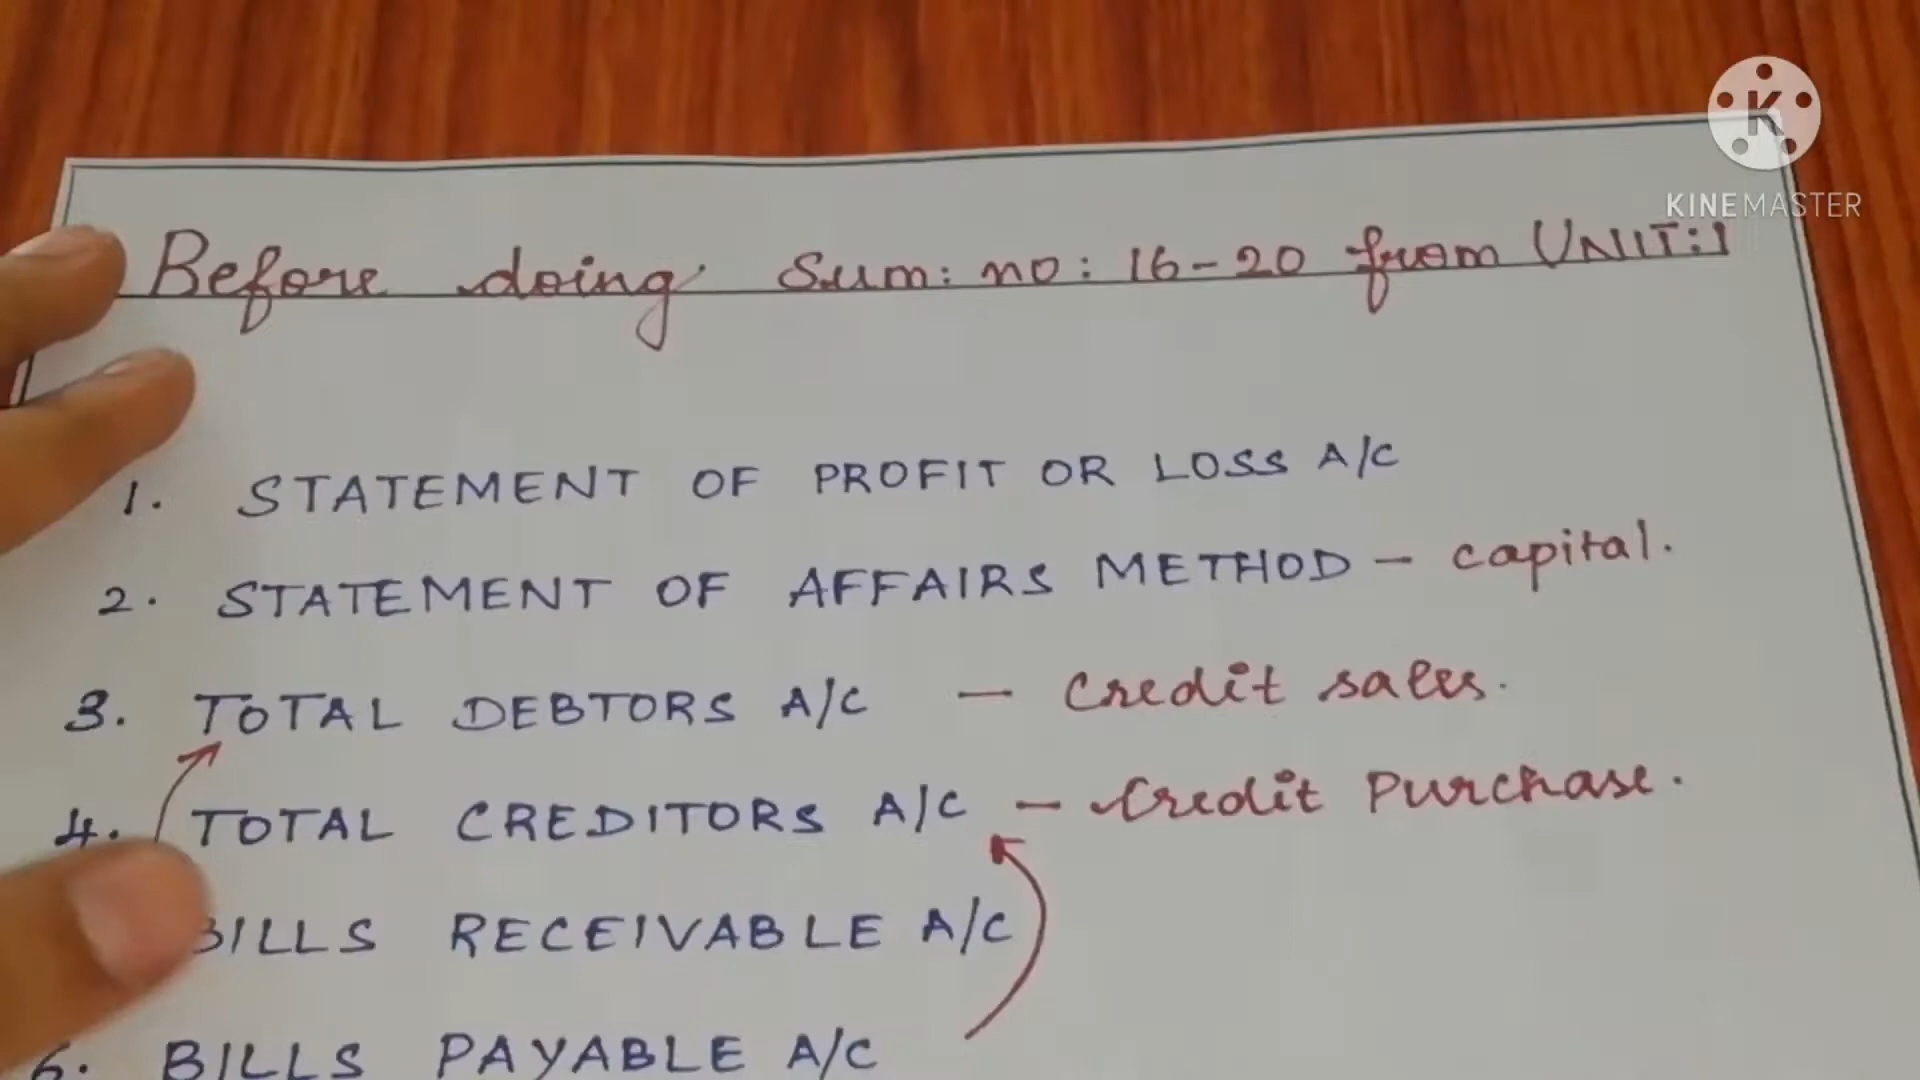 K
KINEMASTER
Before doing Sum: no: 16-20 from UNIT:1
1. STATEMENT OF PROFIT OR LOSS A/C
2. STATEMENT OF AFFAIRS METHOD - capital.
3. TOTAL DEBTORS A/C - Credit sales.
4. TOTAL CREDITORS A/C - Credit Purchase.
BILLS RECEIVABLE A/C
6. BILLS PAYABLE A/C